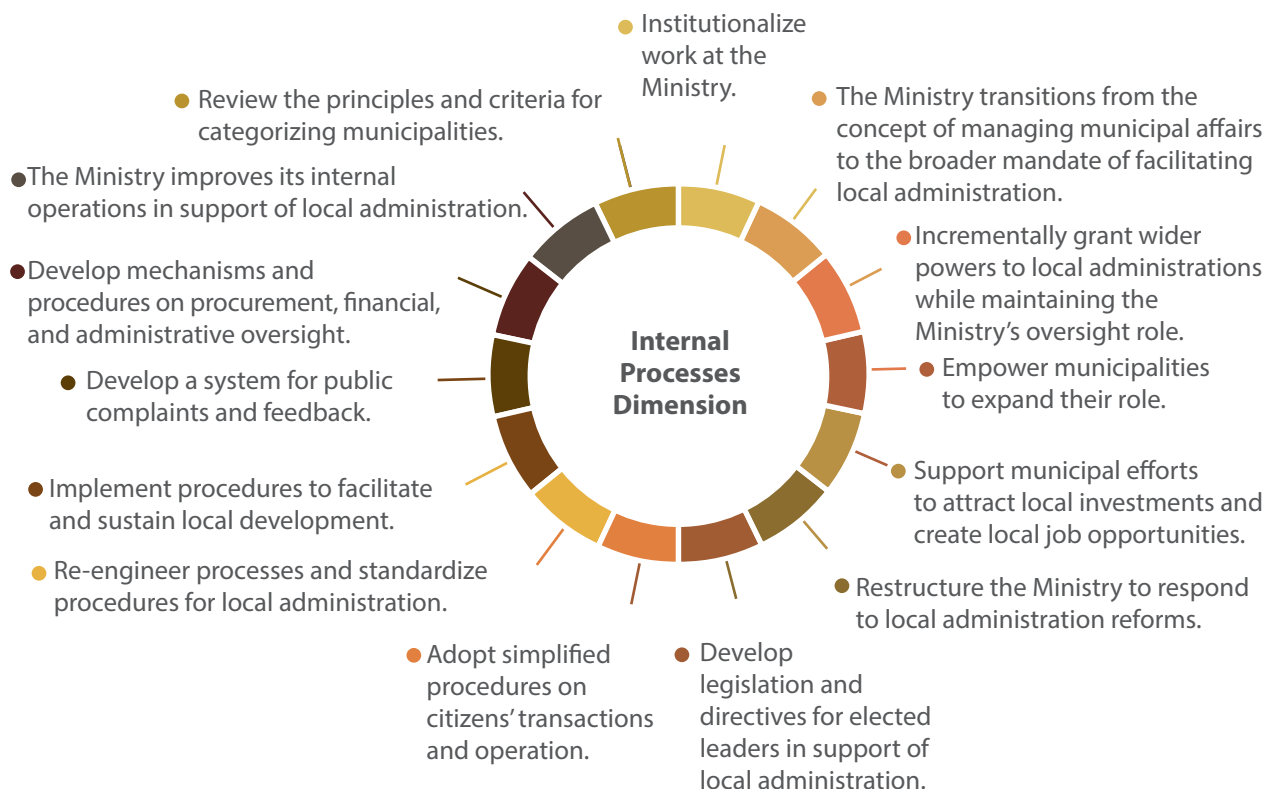 Institutionalize
work at the
Ministry.
The Ministry transitions from the
concept of managing municipal affairs
to the broader mandate of facilitating
local administration.
Incrementally grant wider
powers to local administrations
while maintaining the
Ministry’s oversight role.
Empower municipalities
to expand their role.
Support municipal efforts
to attract local investments and
create local job opportunities.
Restructure the Ministry to respond
to local administration reforms.
Develop
legislation and
directives for elected
leaders in support of
local administration.
Adopt simplified
procedures on
citizens’ transactions
and operation.
Re-engineer processes and standardize
procedures for local administration.
Implement procedures to facilitate
and sustain local development.
Develop a system for public
complaints and feedback.
Develop mechanisms and
procedures on procurement, financial,
and administrative oversight.
The Ministry improves its internal
operations in support of local administration.
Review the principles and criteria for
categorizing municipalities.
Internal
Processes
Dimension